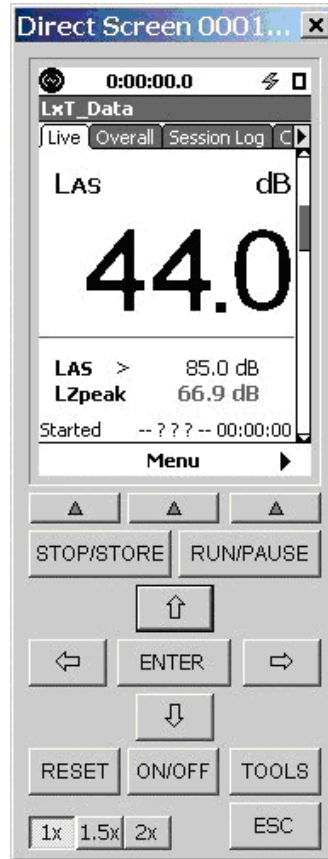 Direct Screen 0001...
0:00:00.0
LxT_Data
Live Overall Session Log C
LAS dB
44.0
LAS > 85.0 dB
LZpeak 66.9 dB
Started -- ? ? ? -- 00:00:00
Menu
STOP/STORE RUN/PAUSE
ENTER
RESET ON/OFF TOOLS
1x 1.5x 2x ESC